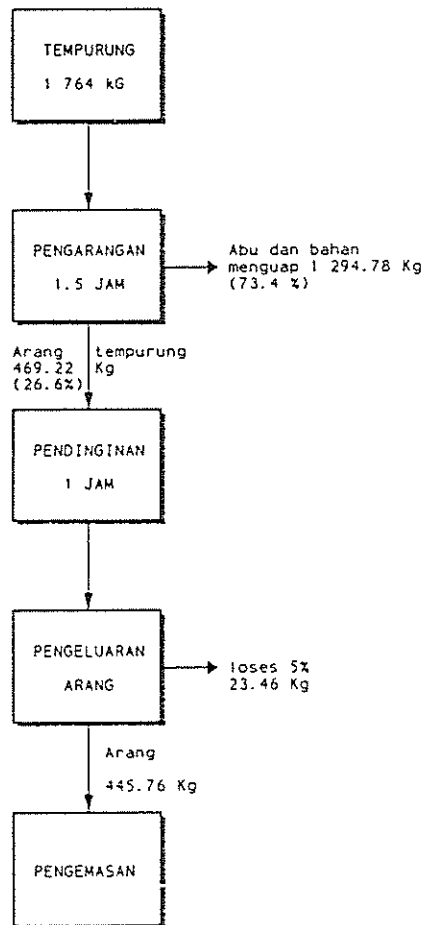 TEMPURUNG
1 764 kG
PENGARANGAN
1.5 JAM
Abu dan bahan
menguap 1 294.78 Kg
(73.4 %)
Arang tempurung
469.22 Kg
(26.6%)
PENDINGINAN
1 JAM
PENGELUARAN
ARANG
loses 5%
23.46 Kg
Arang
445.76 Kg
PENGEMASAN